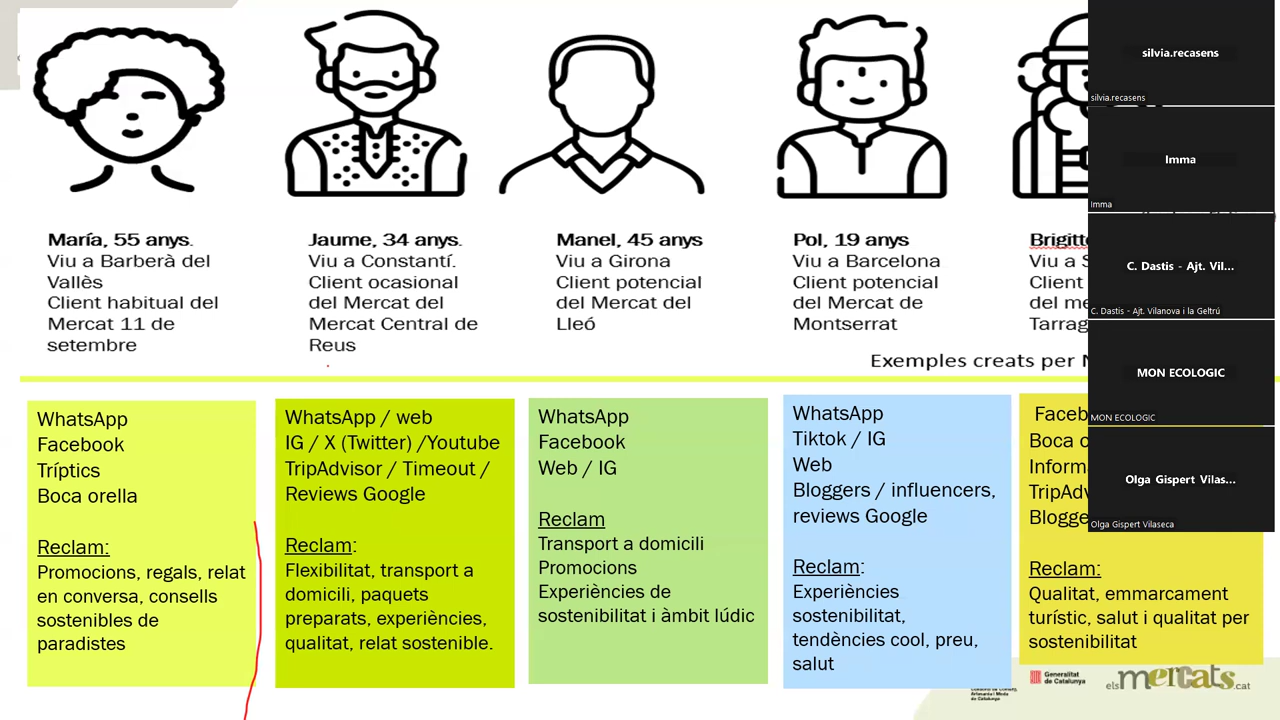 María, 55 anys.
Viu a Barberà del
Vallès
Client habitual del
Mercat 11 de
setembre
Jaume, 34 anys.
Viu a Constantí.
Client ocasional
del Mercat del
Mercat Central de
Reus
Manel, 45 anys
Viu a Girona
Client potencial
del Mercat del
Lleó
Pol, 19 anys
Viu a Barcelona
Client potencial
del Mercat de
Montserrat
Viu a
Client
Exemples creats per
WhatsApp
Facebook
Tríptics
Boca orella
Reclam:
Promocions, regals, relat
en conversa, consells
sostenibles de
paradistes
WhatsApp / web
IG / X (Twitter) /Youtube
TripAdvisor / Timeout /
Reviews Google
Reclam:
Flexibilitat, transport a
domicili, paquets
preparats, experiències,
qualitat, relat sostenible.
WhatsApp
Facebook
Web / IG
Reclam
Transport a domicili
Promocions
Experiències de
sostenibilitat i àmbit lúdic
WhatsApp
Tiktok / IG
Web
Bloggers / influencers,
reviews Google
Reclam:
Experiències
sostenibilitat,
tendències cool, preu,
salut
Boca
Reclam:
Qualitat, emmarcament
turístic, salut i qualitat per
sostenibilitat
Generalitat
de Catalunya
elsmercats.cat
silvia.recasens
silvia.recasens
Imma
Imma
C. Dastis - Ajt. Vil...
C. Dastis - Ajt. Vilanova i la Geltrú
MON ECOLOGIC
MON ECOLOGIC
Olga Gispert Vilas...
Olga Gispert Vilaseca